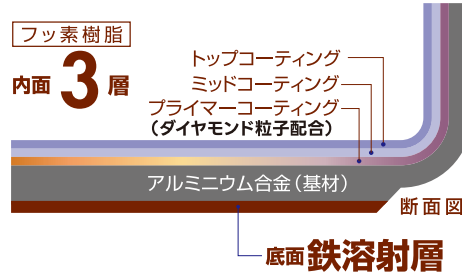 フッ素樹脂
内面3層
トップコーティング
ミッドコーティング
プライマーコーティング
（ダイヤモンド粒子配合）
アルミニウム合金（基材）
断面図
底面 鉄溶射層